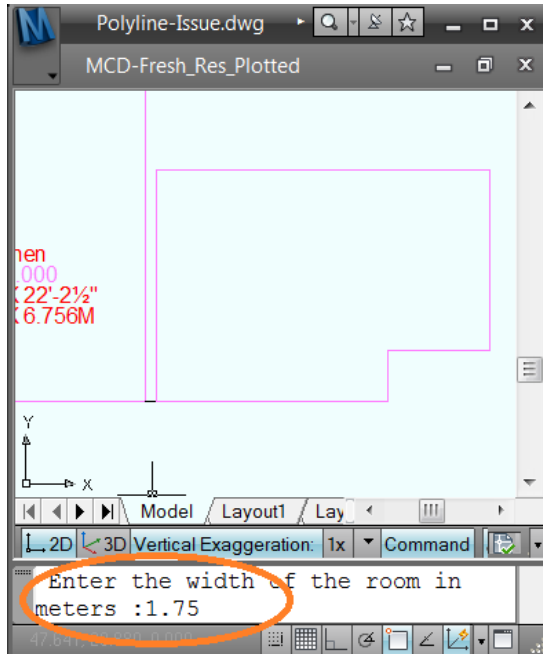 Polyline-Issue.dwg
MCD-Fresh_Res_Plotted
.000
22'-2½"
6.756M
Y
X
Model Layout1 Lay
2D 3D Vertical Exaggeration: 1x Command
Enter the width of the room in
meters :1.75